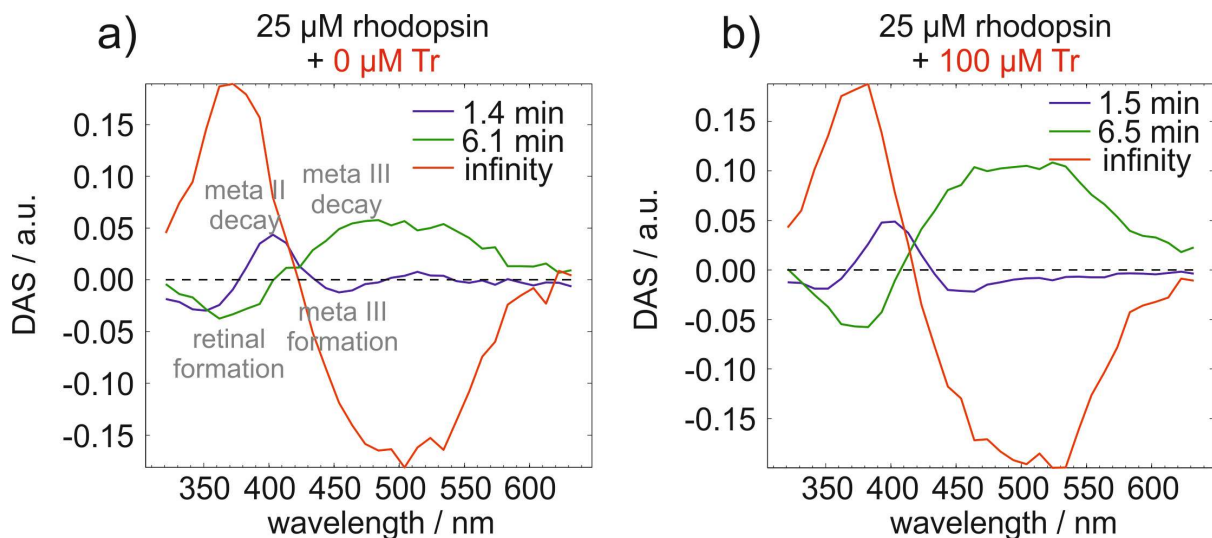 a)
25 µM rhodopsin
+ 0 µM Tr
DAS / a.u.
0.15
0.10
0.05
0.00
-0.05
-0.10
-0.15
1.4 min
6.1 min
infinity
meta II
decay
meta III
decay
retinal
formation
meta III
formation
350
400
450
500
550
600
wavelength / nm
b)
25 µM rhodopsin
+ 100 µM Tr
DAS / a.u.
0.15
0.10
0.05
0.00
-0.05
-0.10
-0.15
1.5 min
6.5 min
infinity
350
400
450
500
550
600
wavelength / nm